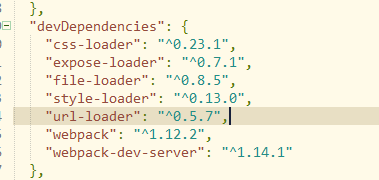 },
"devDependencies": {
"css-loader": "^0.23.1",
"expose-loader": "^0.7.1",
"file-loader": "^0.8.5",
"style-loader": "^0.13.0",
"url-loader": "^0.5.7",
"webpack": "^1.12.2",
"webpack-dev-server": "^1.14.1"
},